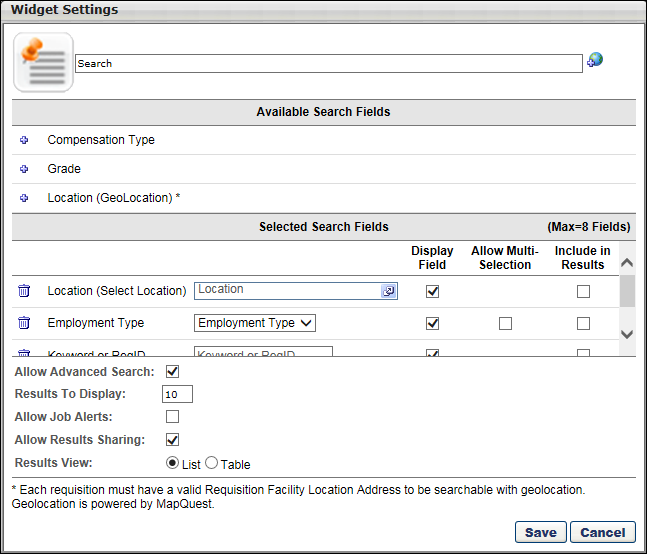 Widget Settings
Search
Available Search Fields
Compensation Type
Grade
Location (GeoLocation) *
Selected Search Fields (Max=8 Fields)
Display Field Allow Multi-Selection Include in Results
Location (Select Location) Location
Employment Type Employment Type
Keyword or ReqID Keyword or ReqID
Allow Advanced Search:
Results To Display: 10
Allow Job Alerts:
Allow Results Sharing:
Results View: List Table
* Each requisition must have a valid Requisition Facility Location Address to be searchable with geolocation.
Geolocation is powered by MapQuest.
Save Cancel